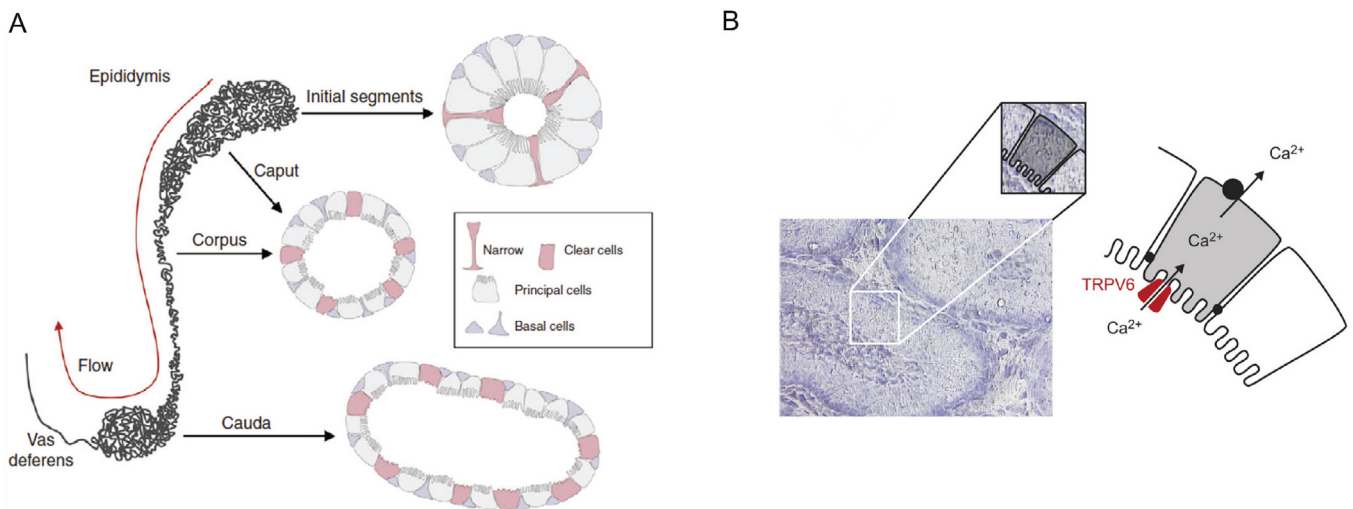 A
Epididymis
Initial segments
Caput
Corpus
Narrow
Clear cells
Principal cells
Basal cells
Flow
Vas
deferens
Cauda
B
Ca²⁺
Ca²⁺
TRPV6
Ca²⁺